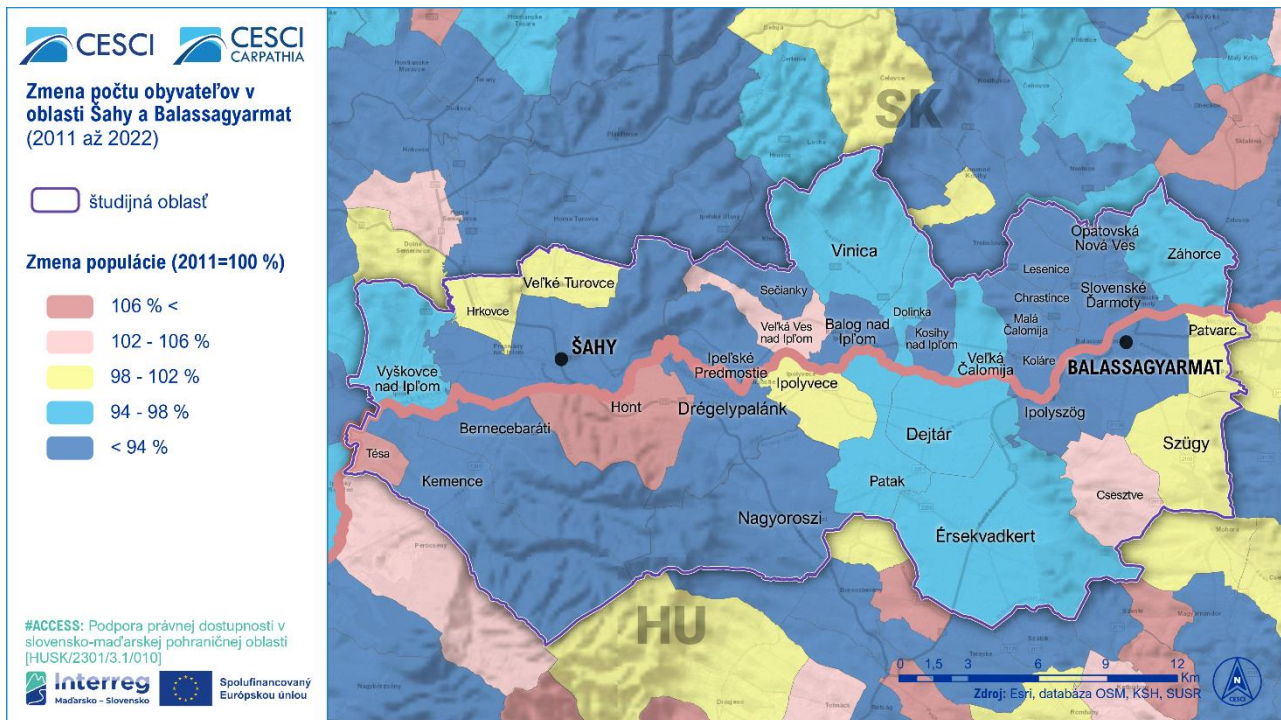 CESCI
CESCI
CARPATHIA
Zmena počtu obyvateľov v
oblasti Šahy a Balassagyarmat
(2011 až 2022)
študijná oblasť
Zmena populácie (2011=100 %)
106 % <
102 - 106 %
98 - 102 %
94 - 98 %
< 94 %
#ACCESS: Podpora právnej dostupnosti v
slovensko-maďarskej pohraničnej oblasti
[HUSK/2301/3.1/010]
Interreg
Maďarsko – Slovensko
Spolufinancovaný
Európskou úniou
SK
Vinica
Opatovská
Nová Ves
Záhorce
Lesenice
Veľké Turovce
Sečianky
Slovenské
Ďarmoty
Chrastince
Hrkovce
Dolinka
Malá
Čalomija
Veľká Ves
nad Ipľom
Balog nad
Ipľom
Kosihy
nad Ipľom
Patvarc
ŠAHY
Ipeľské
Predmostie
Veľká
Čalomija
Koláre
BALASSAGYARMAT
Vyškovce
nad Ipľom
Ipolyvece
Hont
Drégelypalánk
Ipolyszög
Bernecebaráti
Dejtár
Szügy
Tésa
Kemence
Patak
Csesztve
Nagyoroszi
Érsekvadkert
HU
0 1,5 3 6 9 12
Km
Zdroj: Esri, databáza OSM, KSH, SUSR
N
CESCI